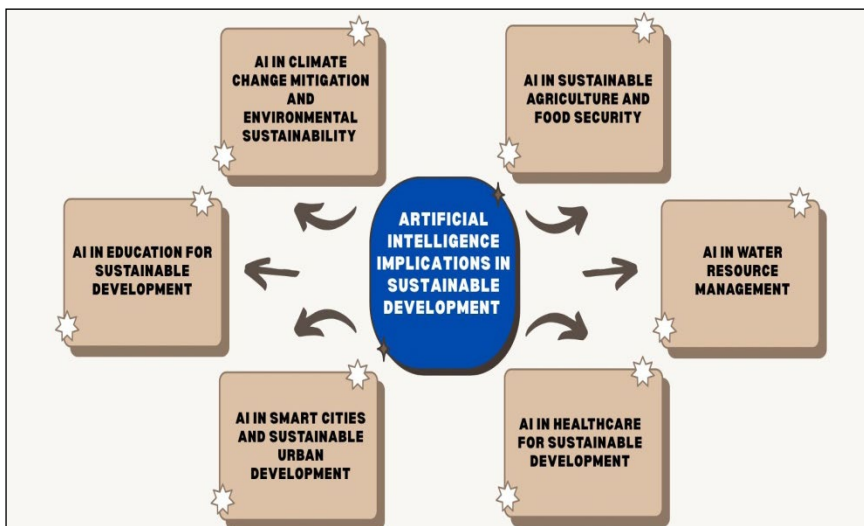 AI IN CLIMATE
CHANGE MITIGATION
AND
ENVIRONMENTAL
SUSTAINABILITY
AI IN SUSTAINABLE
AGRICULTURE AND
FOOD SECURITY
ARTIFICIAL
INTELLIGENCE
IMPLICATIONS IN
SUSTAINABLE
DEVELOPMENT
AI IN EDUCATION FOR
SUSTAINABLE
DEVELOPMENT
AI IN WATER
RESOURCE
MANAGEMENT
AI IN SMART CITIES
AND SUSTAINABLE
URBAN
DEVELOPMENT
AI IN HEALTHCARE
FOR SUSTAINABLE
DEVELOPMENT